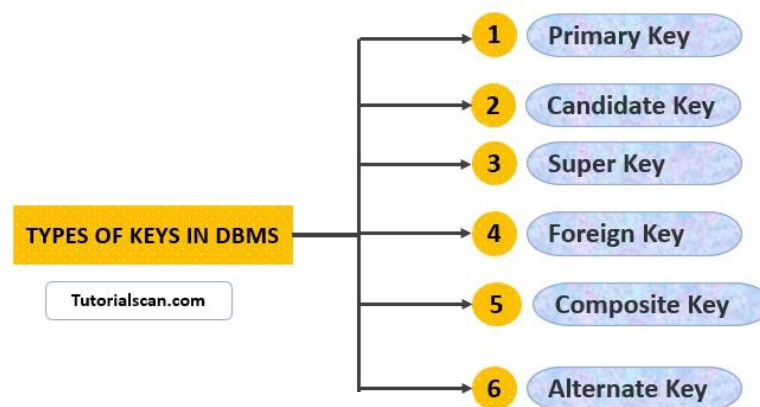 1 Primary Key
2 Candidate Key
3 Super Key
TYPES OF KEYS IN DBMS
4 Foreign Key
Tutorialscan.com
5 Composite Key
6 Alternate Key